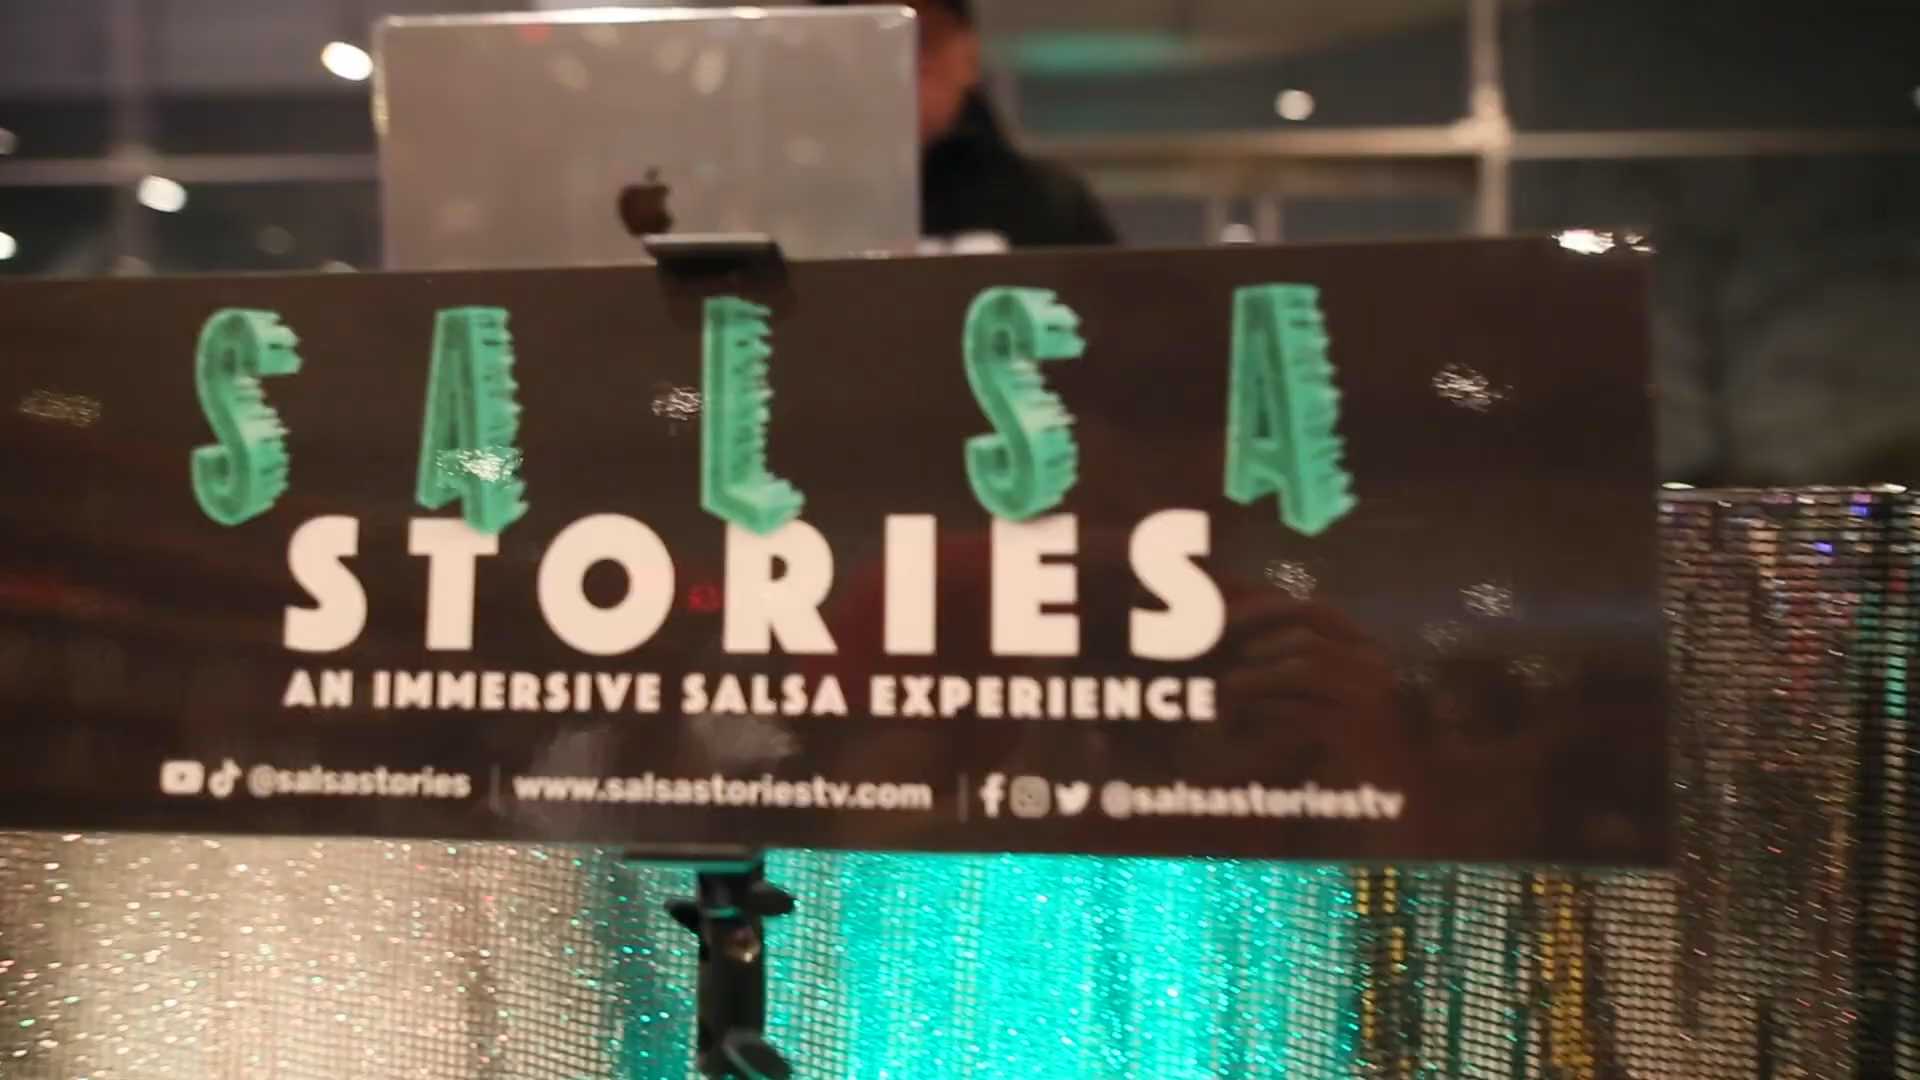 SALSA
STORIES
AN IMMERSIVE SALSA EXPERIENCE
@salsastories | www.salsastoriestv.com | @salsastoriestv